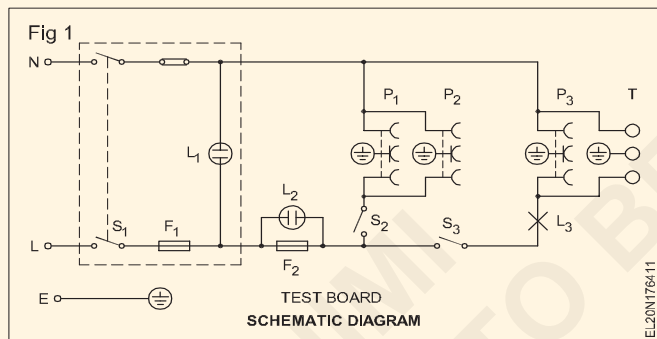 Fig 1
N
P1 P2 P3 T
L1
L2
S1 F1 S2 S3 L3
L
F2
E
TEST BOARD
SCHEMATIC DIAGRAM
EL20N176411